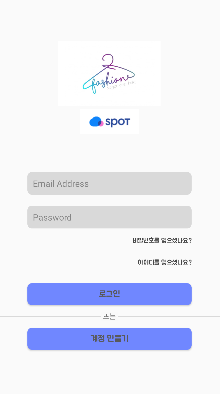 fashione
spot
Email Address
Password
비밀번호를 잊으셨나요?
아이디를 잊으셨나요?
로그인
또는
계정 만들기